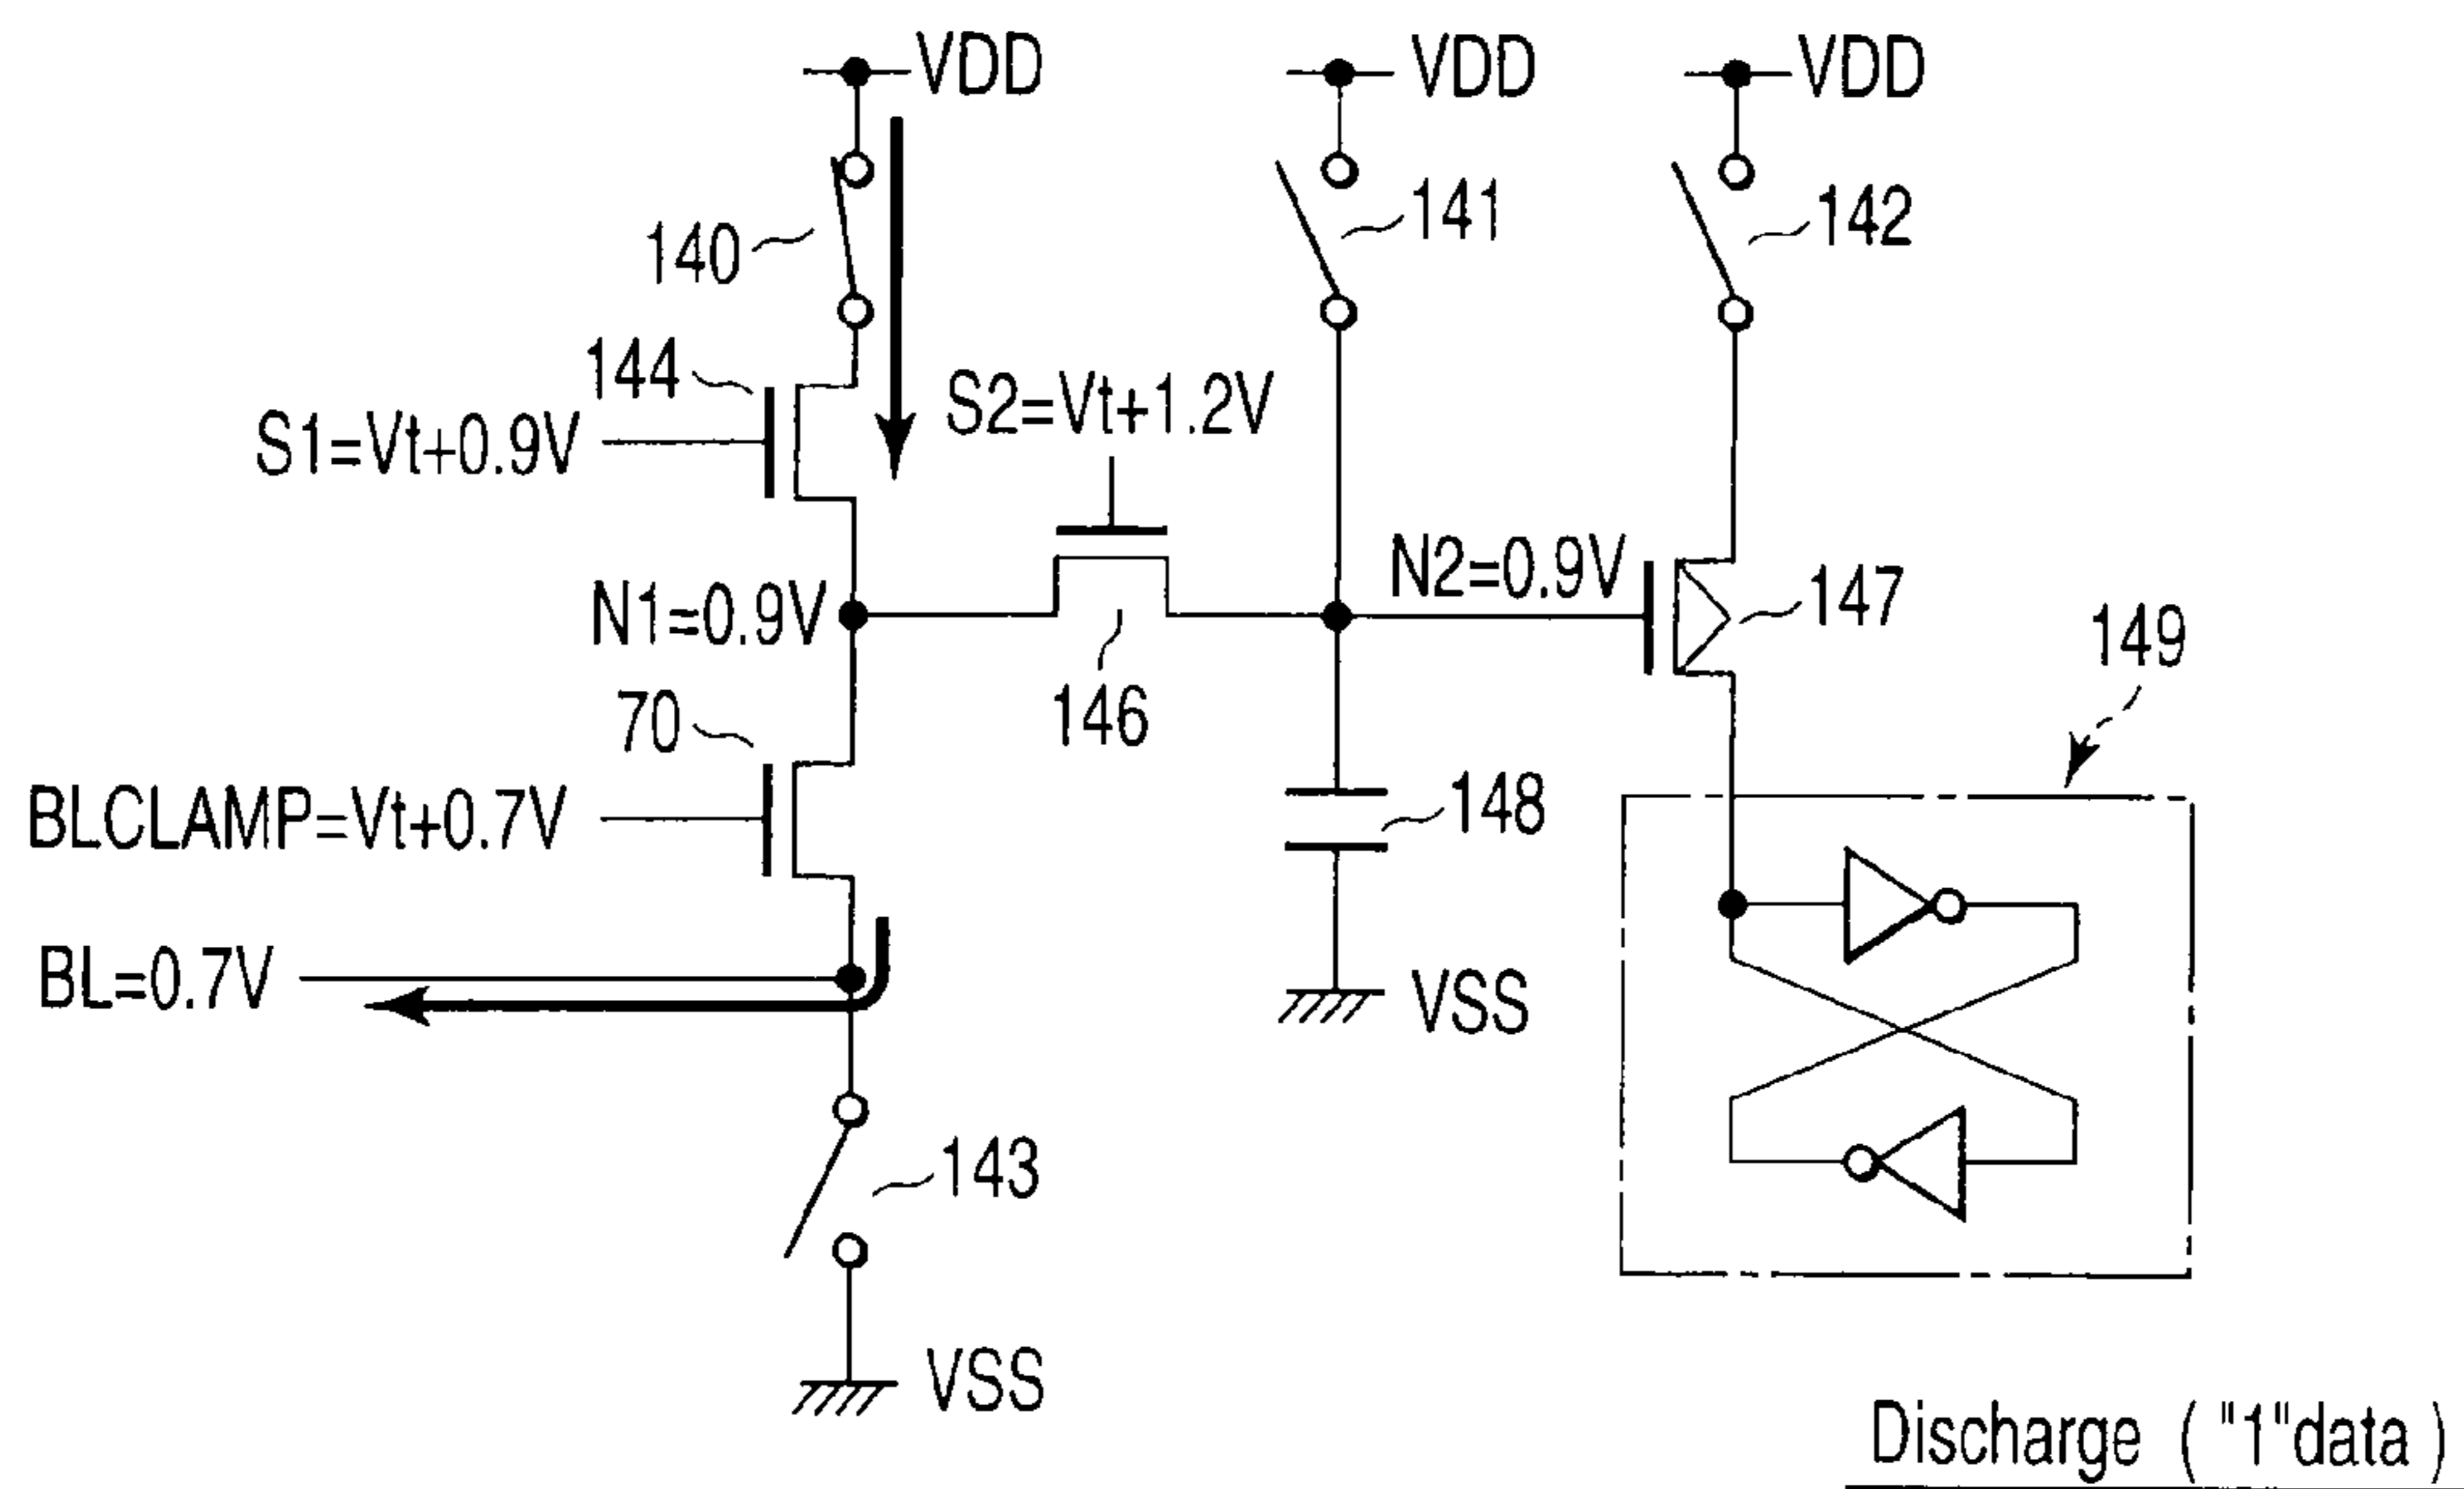 VDD
VDD
VDD
140
141
142
144
S1=Vt+0.9V
S2=Vt+1.2V
N1=0.9V
N2=0.9V
147
149
70
146
BLCLAMP=Vt+0.7V
148
BL=0.7V
VSS
143
VSS
Discharge ( "1"data )